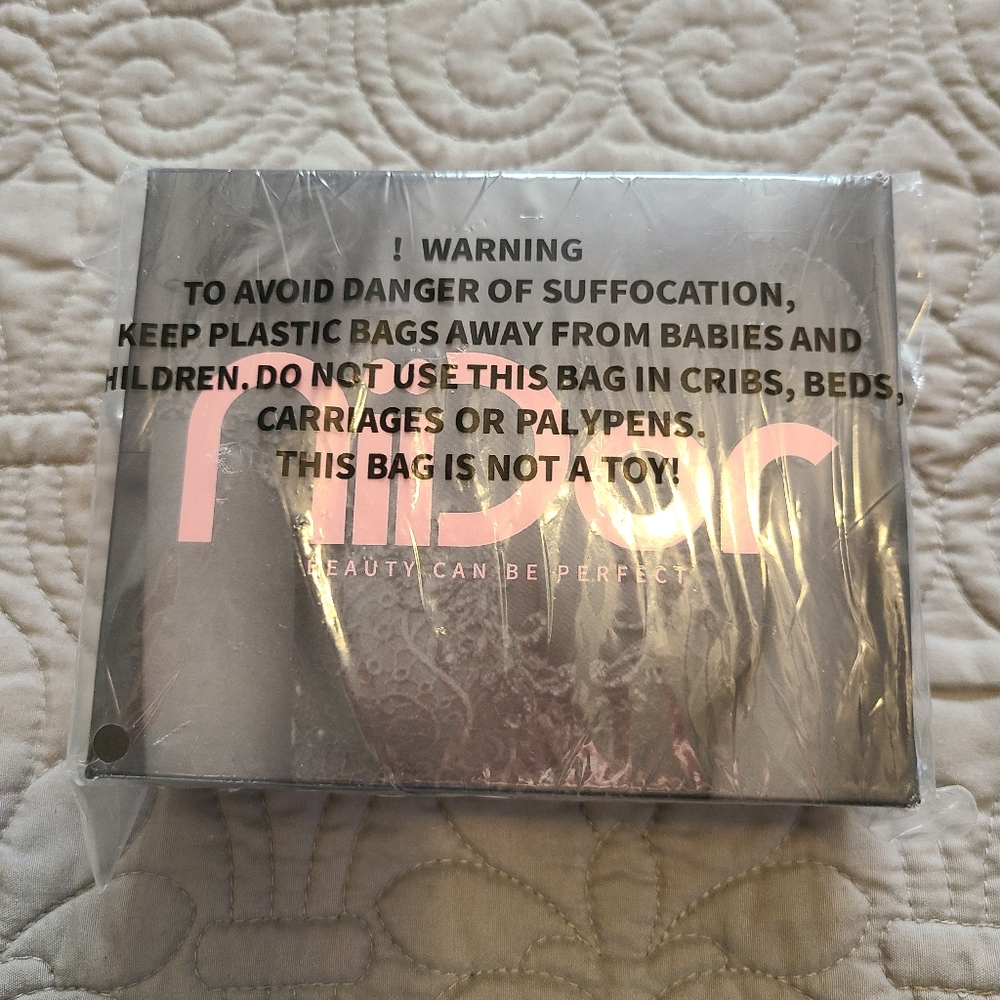 ! WARNING
TO AVOID DANGER OF SUFFOCATION,
KEEP PLASTIC BAGS AWAY FROM BABIES AND
HILDREN. DO NOT USE THIS BAG IN CRIBS, BEDS,
CARRIAGES OR PALYPENS.
THIS BAG IS NOT A TOY!
NiiDor
BEAUTY CAN BE PERFECT